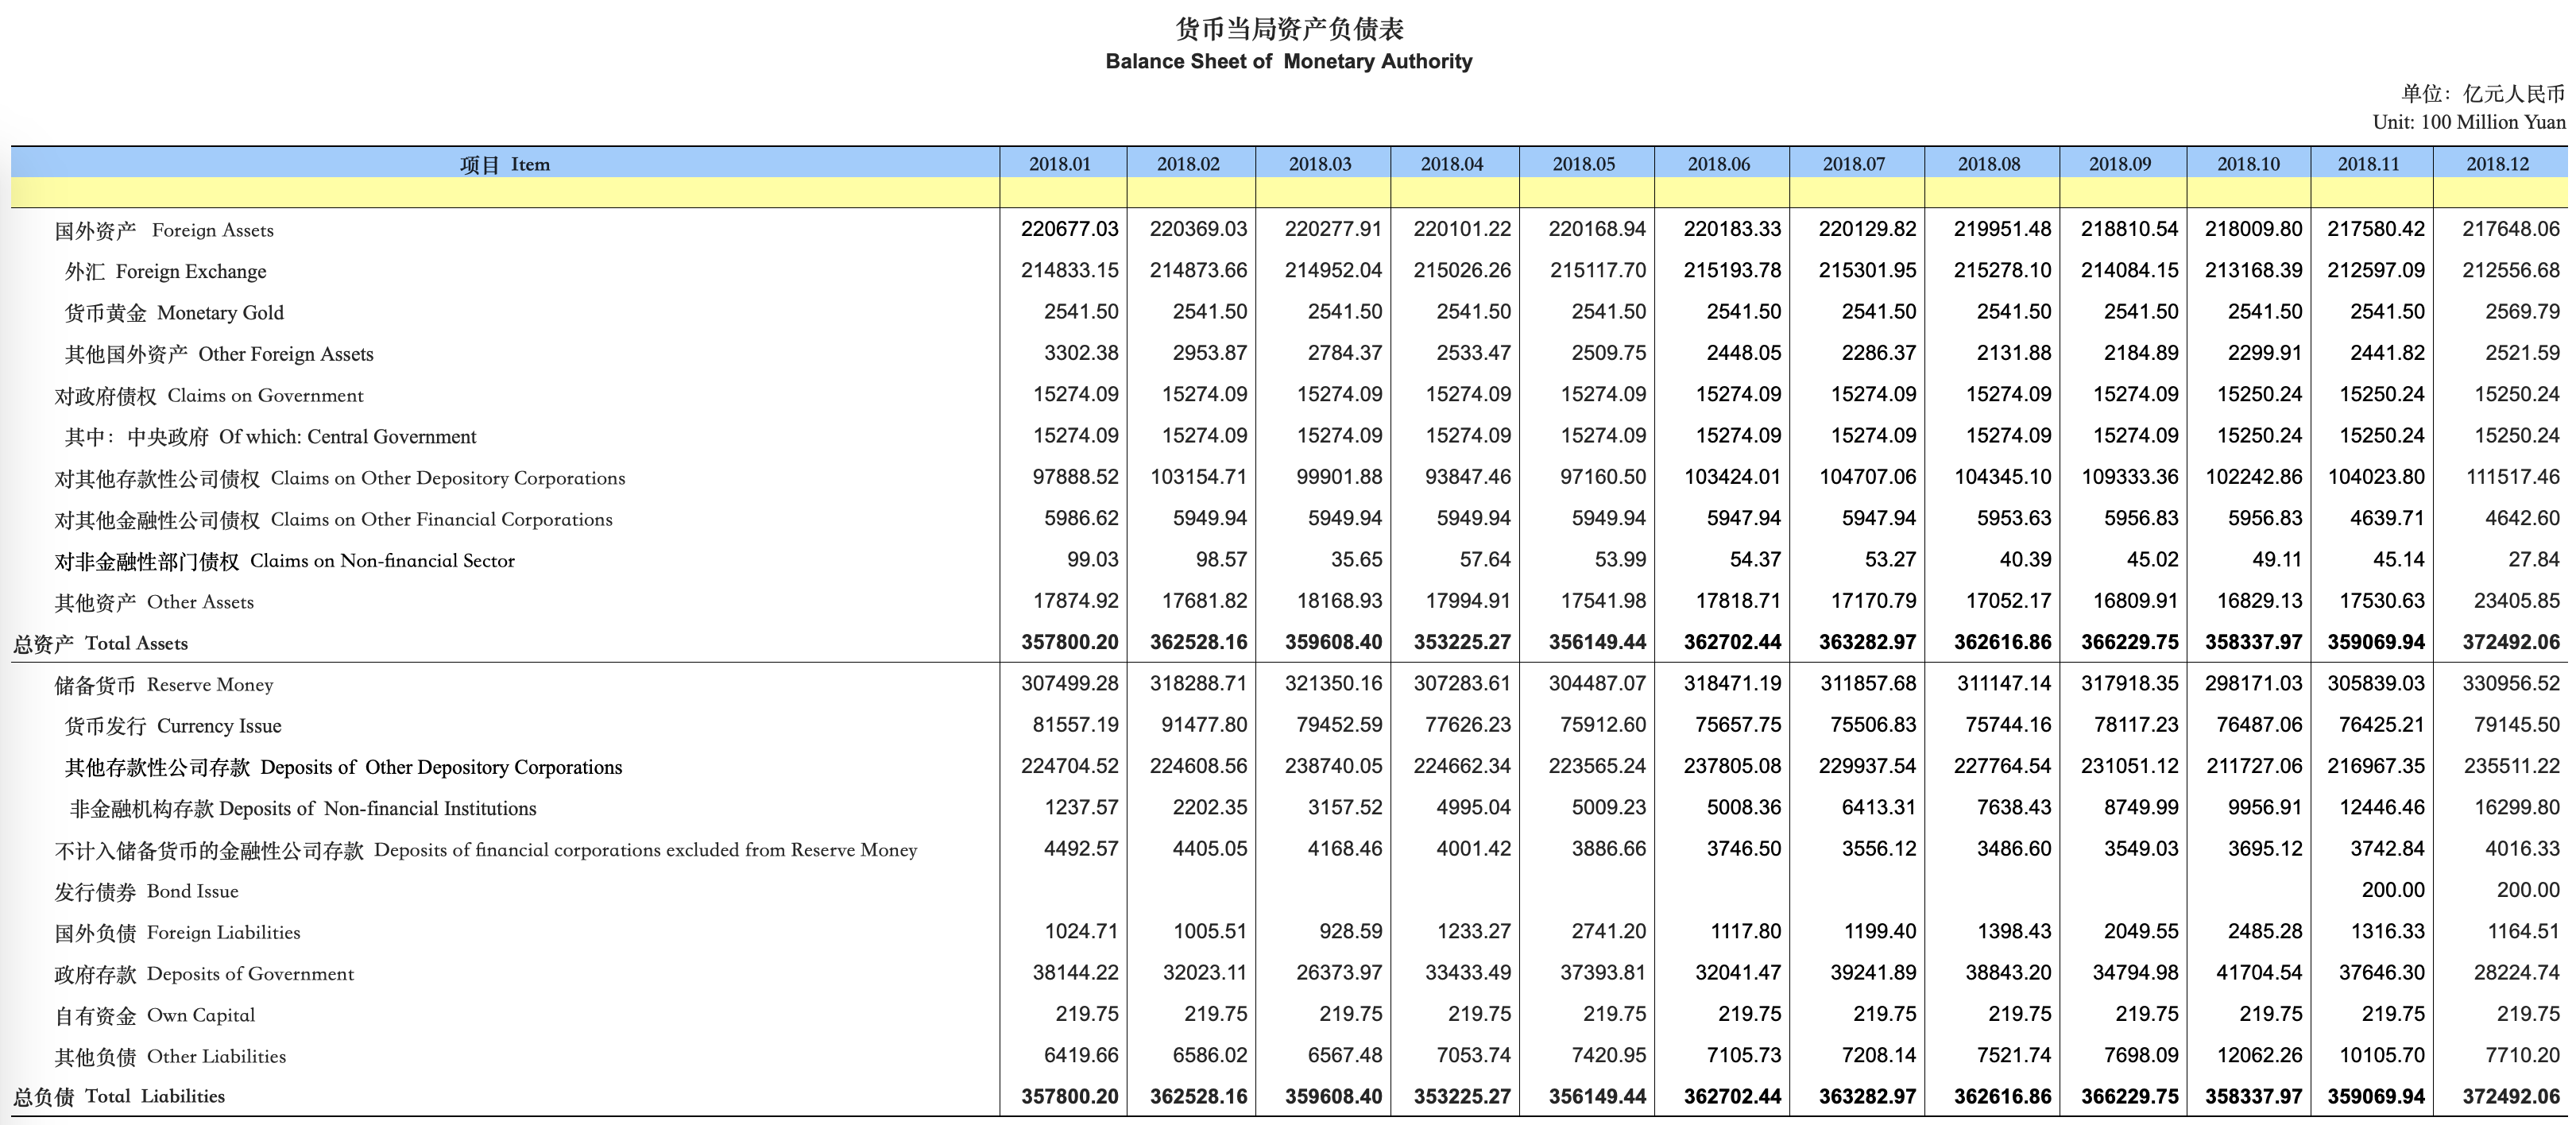 货币当局资产负债表
Balance Sheet of Monetary Authority
单位：亿元人民币
Unit: 100 Million Yuan
项目 Item 2018.01 2018.02 2018.03 2018.04 2018.05 2018.06 2018.07 2018.08 2018.09 2018.10 2018.11 2018.12
国外资产 Foreign Assets 220677.03 220369.03 220277.91 220101.22 220168.94 220183.33 220129.82 219951.48 218810.54 218009.80 217580.42 217648.06
外汇 Foreign Exchange 214833.15 214873.66 214952.04 215026.26 215117.70 215193.78 215301.95 215278.10 214084.15 213168.39 212597.09 212556.68
货币黄金 Monetary Gold 2541.50 2541.50 2541.50 2541.50 2541.50 2541.50 2541.50 2541.50 2541.50 2541.50 2541.50 2569.79
其他国外资产 Other Foreign Assets 3302.38 2953.87 2784.37 2533.47 2509.75 2448.05 2286.37 2131.88 2184.89 2299.91 2441.82 2521.59
对政府债权 Claims on Government 15274.09 15274.09 15274.09 15274.09 15274.09 15274.09 15274.09 15274.09 15274.09 15250.24 15250.24 15250.24
其中：中央政府 Of which: Central Government 15274.09 15274.09 15274.09 15274.09 15274.09 15274.09 15274.09 15274.09 15274.09 15250.24 15250.24 15250.24
对其他存款性公司债权 Claims on Other Depository Corporations 97888.52 103154.71 99901.88 93847.46 97160.50 103424.01 104707.06 104345.10 109333.36 102242.86 104023.80 111517.46
对其他金融性公司债权 Claims on Other Financial Corporations 5986.62 5949.94 5949.94 5949.94 5949.94 5947.94 5947.94 5953.63 5956.83 5956.83 4639.71 4642.60
对非金融性部门债权 Claims on Non-financial Sector 99.03 98.57 35.65 57.64 53.99 54.37 53.27 40.39 45.02 49.11 45.14 27.84
其他资产 Other Assets 17874.92 17681.82 18168.93 17994.91 17541.98 17818.71 17170.79 17052.17 16809.91 16829.13 17530.63 23405.85
总资产 Total Assets 357800.20 362528.16 359608.40 353225.27 356149.44 362702.44 363282.97 362616.86 366229.75 358337.97 359069.94 372492.06
储备货币 Reserve Money 307499.28 318288.71 321350.16 307283.61 304487.07 318471.19 311857.68 311147.14 317918.35 298171.03 305839.03 330956.52
货币发行 Currency Issue 81557.19 91477.80 79452.59 77626.23 75912.60 75657.75 75506.83 75744.16 78117.23 76487.06 76425.21 79145.50
其他存款性公司存款 Deposits of Other Depository Corporations 224704.52 224608.56 238740.05 224662.34 223565.24 237805.08 229937.54 227764.54 231051.12 211727.06 216967.35 235511.22
非金融机构存款 Deposits of Non-financial Institutions 1237.57 2202.35 3157.52 4995.04 5009.23 5008.36 6413.31 7638.43 8749.99 9956.91 12446.46 16299.80
不计入储备货币的金融性公司存款 Deposits of financial corporations excluded from Reserve Money 4492.57 4405.05 4168.46 4001.42 3886.66 3746.50 3556.12 3486.60 3549.03 3695.12 3742.84 4016.33
发行债券 Bond Issue 200.00 200.00
国外负债 Foreign Liabilities 1024.71 1005.51 928.59 1233.27 2741.20 1117.80 1199.40 1398.43 2049.55 2485.28 1316.33 1164.51
政府存款 Deposits of Government 38144.22 32023.11 26373.97 33433.49 37393.81 32041.47 39241.89 38843.20 34794.98 41704.54 37646.30 28224.74
自有资金 Own Capital 219.75 219.75 219.75 219.75 219.75 219.75 219.75 219.75 219.75 219.75 219.75 219.75
其他负债 Other Liabilities 6419.66 6586.02 6567.48 7053.74 7420.95 7105.73 7208.14 7521.74 7698.09 12062.26 10105.70 7710.20
总负债 Total Liabilities 357800.20 362528.16 359608.40 353225.27 356149.44 362702.44 363282.97 362616.86 366229.75 358337.97 359069.94 372492.06